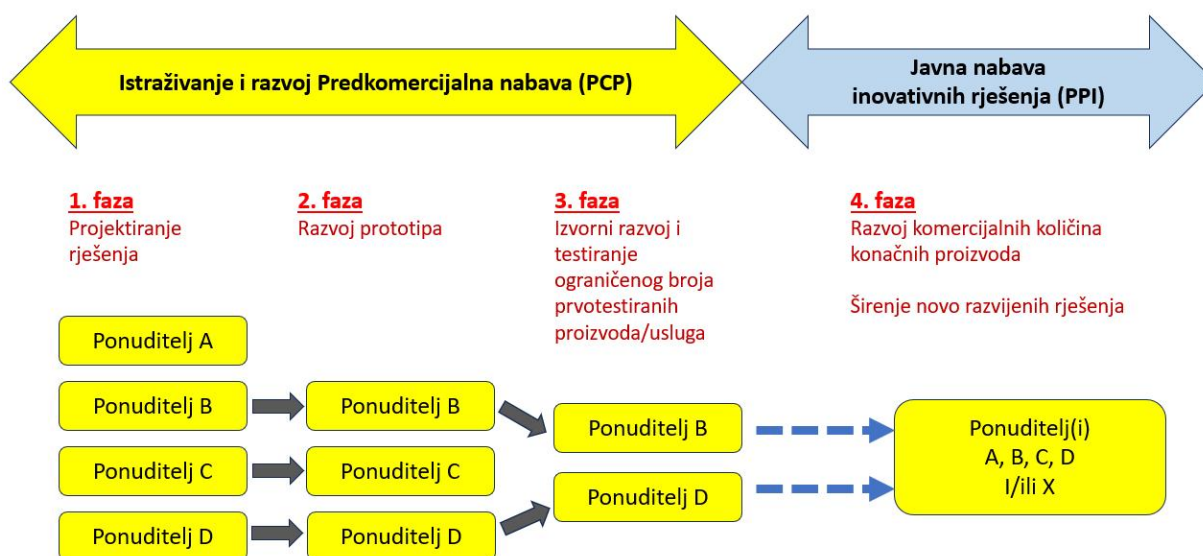 Istraživanje i razvoj Predkomercijalna nabava (PCP)
Javna nabava
inovativnih rješenja (PPI)
1. faza
Projektiranje
rješenja
2. faza
Razvoj prototipa
3. faza
Izvorni razvoj i
testiranje
ograničenog broja
prvotestiranih
proizvoda/usluga
4. faza
Razvoj komercijalnih količina
konačnih proizvoda
Širenje novo razvijenih rješenja
Ponuditelj A
Ponuditelj B
Ponuditelj C
Ponuditelj D
Ponuditelj B
Ponuditelj C
Ponuditelj D
Ponuditelj B
Ponuditelj D
Ponuditelj(i)
A, B, C, D
I/ili X